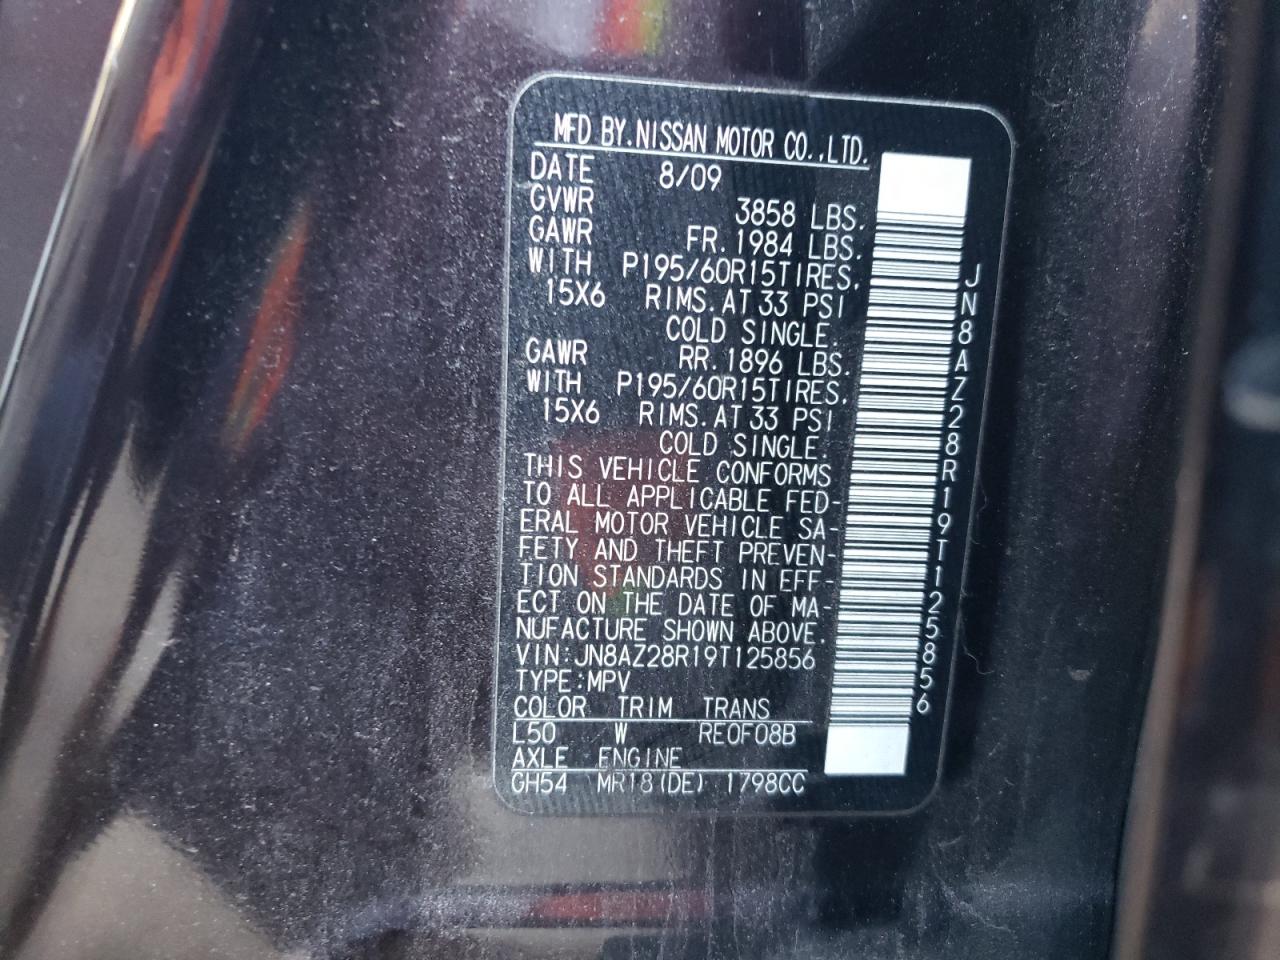 MFD BY.NISSAN MOTOR CO.,LTD.
DATE 8/09
GVWR 3858 LBS.
GAWR FR. 1984 LBS.
WITH P195/60R15TIRES.
15X6 RIMS. AT 33 PSI
COLD SINGLE.
GAWR RR. 1896 LBS.
WITH P195/60R15TIRES.
15X6 RIMS. AT 33 PSI
COLD SINGLE.
THIS VEHICLE CONFORMS
TO ALL APPLICABLE FED-
ERAL MOTOR VEHICLE SA-
FETY AND THEFT PREVEN-
TION STANDARDS IN EFF-
ECT ON THE DATE OF MA-
NUFACTURE SHOWN ABOVE.
VIN:JN8AZ28R19T125856
TYPE:MPV
COLOR TRIM TRANS
L50 W RE0F08B
AXLE ENGINE
GH54 MR18(DE) 1798CC
JN8AZ28R19T125856